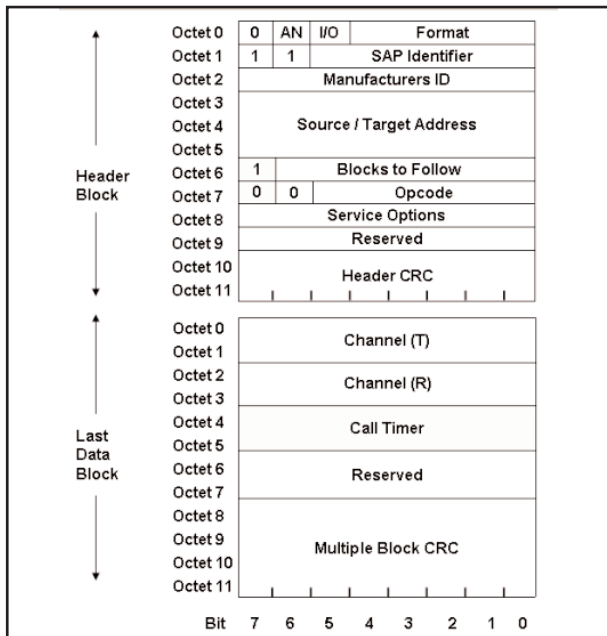 Octet 0 0 AN I/O Format
Octet 1 1 1 SAP Identifier
Octet 2 Manufacturers ID
Octet 3
Octet 4 Source / Target Address
Octet 5
Octet 6 1 Blocks to Follow
Header
Block
Octet 7 0 0 Opcode
Octet 8 Service Options
Octet 9 Reserved
Octet 10
Header CRC
Octet 11
Octet 0
Channel (T)
Octet 1
Octet 2
Channel (R)
Octet 3
Octet 4
Call Timer
Octet 5
Last
Data
Block
Octet 6
Reserved
Octet 7
Octet 8
Octet 9
Multiple Block CRC
Octet 10
Octet 11
Bit 7 6 5 4 3 2 1 0